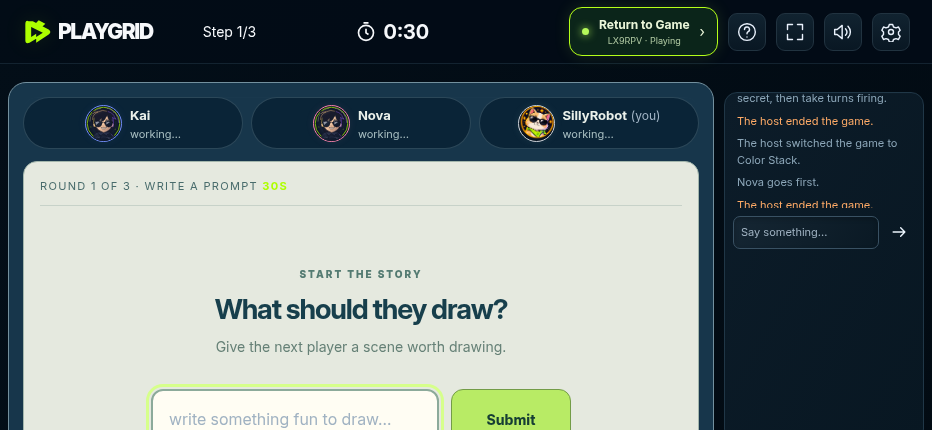 PLAYGRID
Step 1/3
0:30
Return to Game
LX9RPV · Playing
Kai
working...
Nova
working...
SillyRobot (you)
working...
ROUND 1 OF 3 · WRITE A PROMPT 30S
START THE STORY
What should they draw?
Give the next player a scene worth drawing.
write something fun to draw...
Submit
secret, then take turns firing.
The host ended the game.
The host switched the game to
Color Stack.
Nova goes first.
The host ended the game.
Say something...